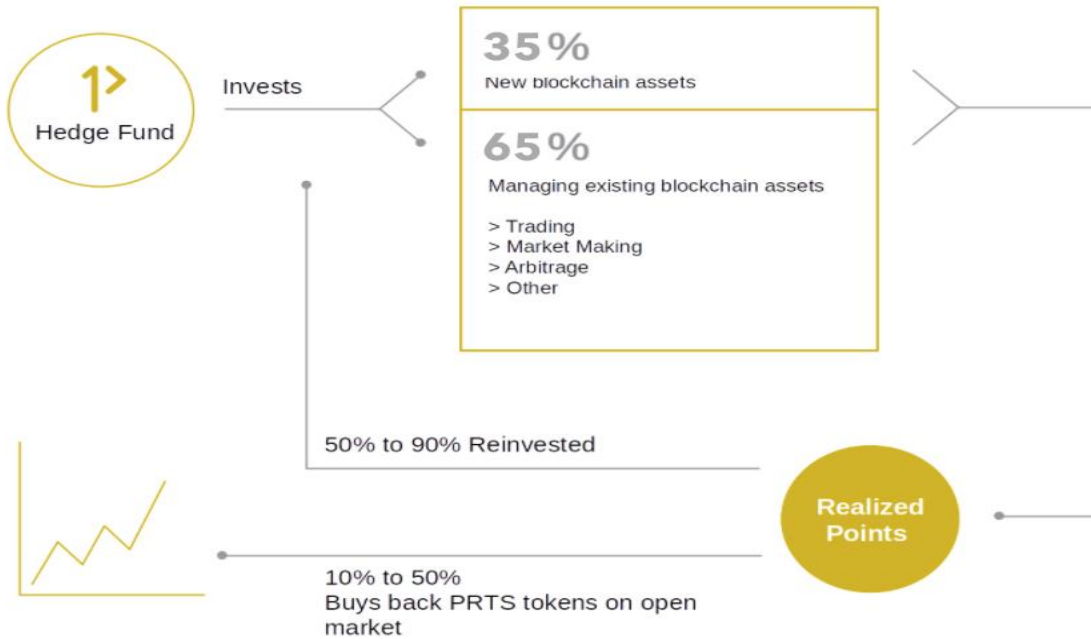 Hedge Fund
Invests
35%
New blockchain assets
65%
Managing existing blockchain assets
> Trading
> Market Making
> Arbitrage
> Other
50% to 90% Reinvested
Realized
Points
10% to 50%
Buys back PRTS tokens on open
market